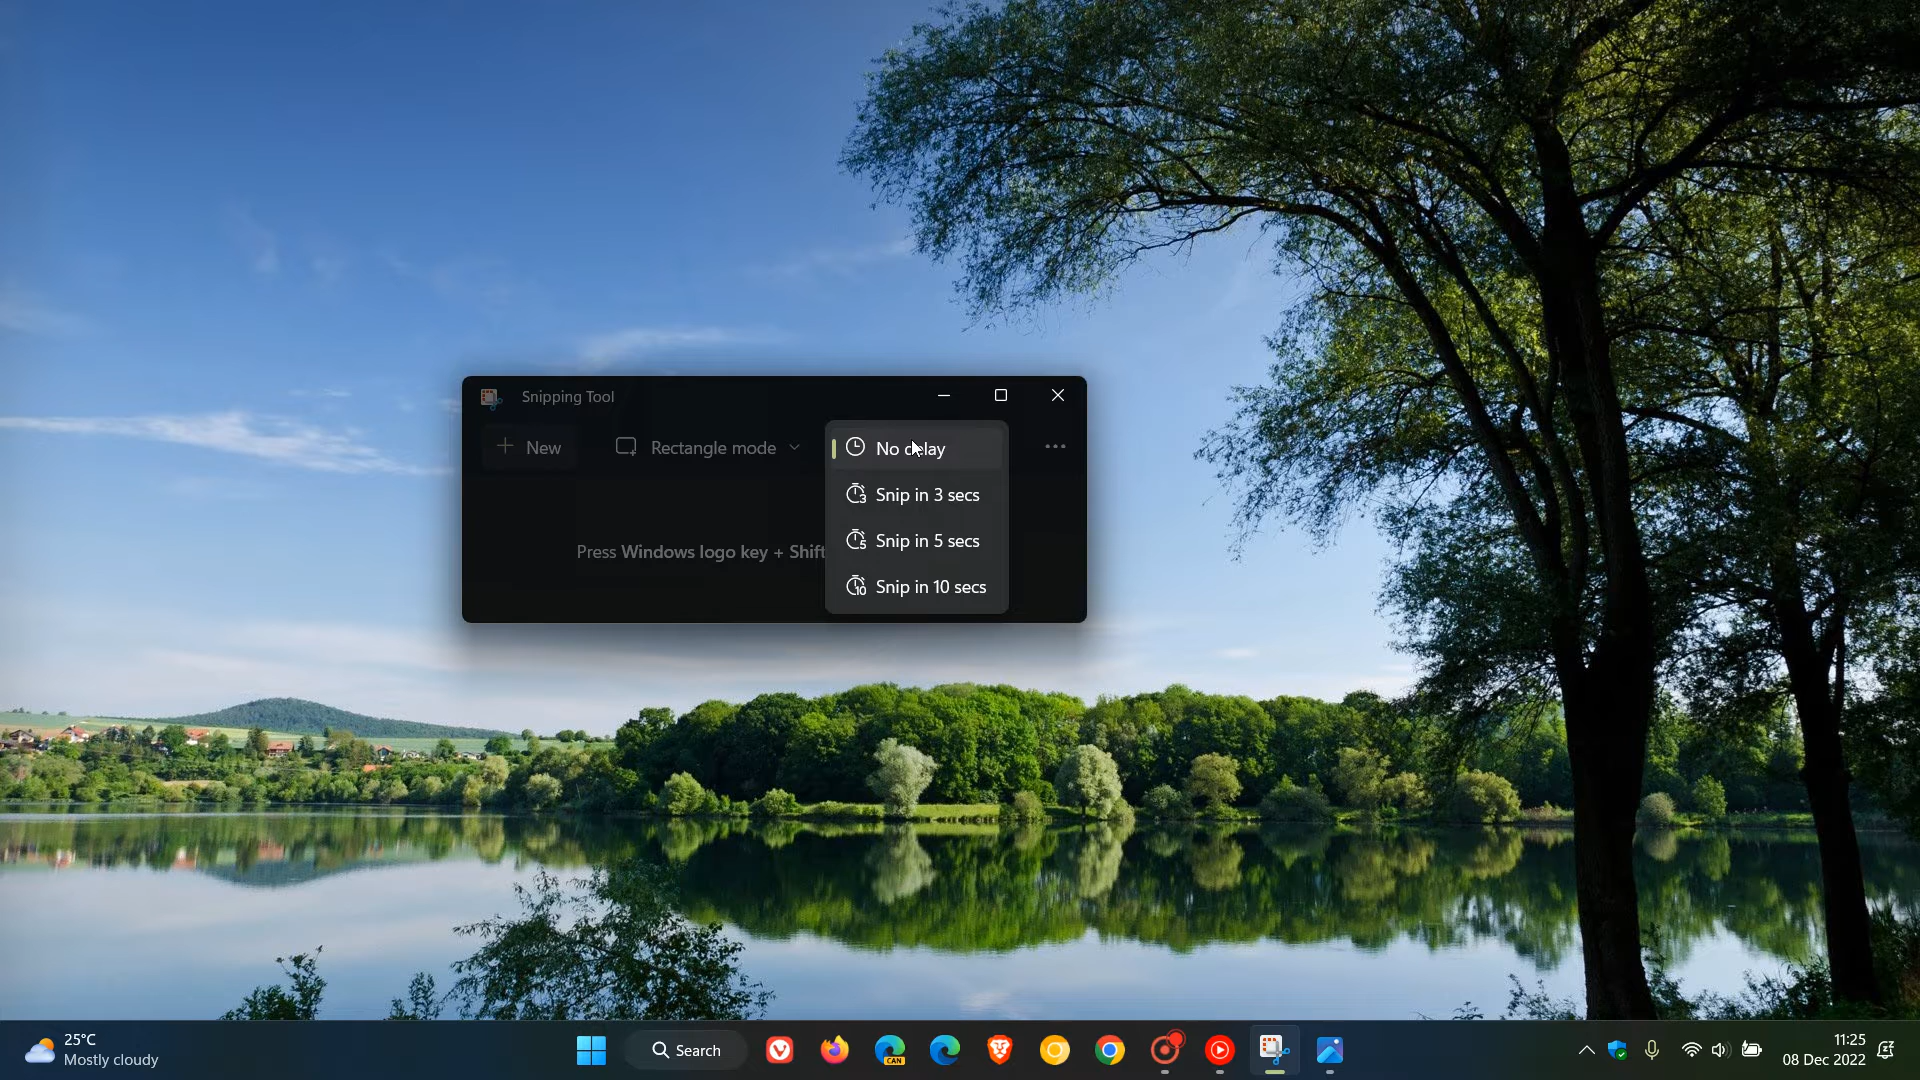 Snipping Tool
New
Rectangle mode
No delay
Snip in 3 secs
Snip in 5 secs
Snip in 10 secs
Press Windows logo key + Shift
25°C
Mostly cloudy
Search
CAN
11:25
08 Dec 2022